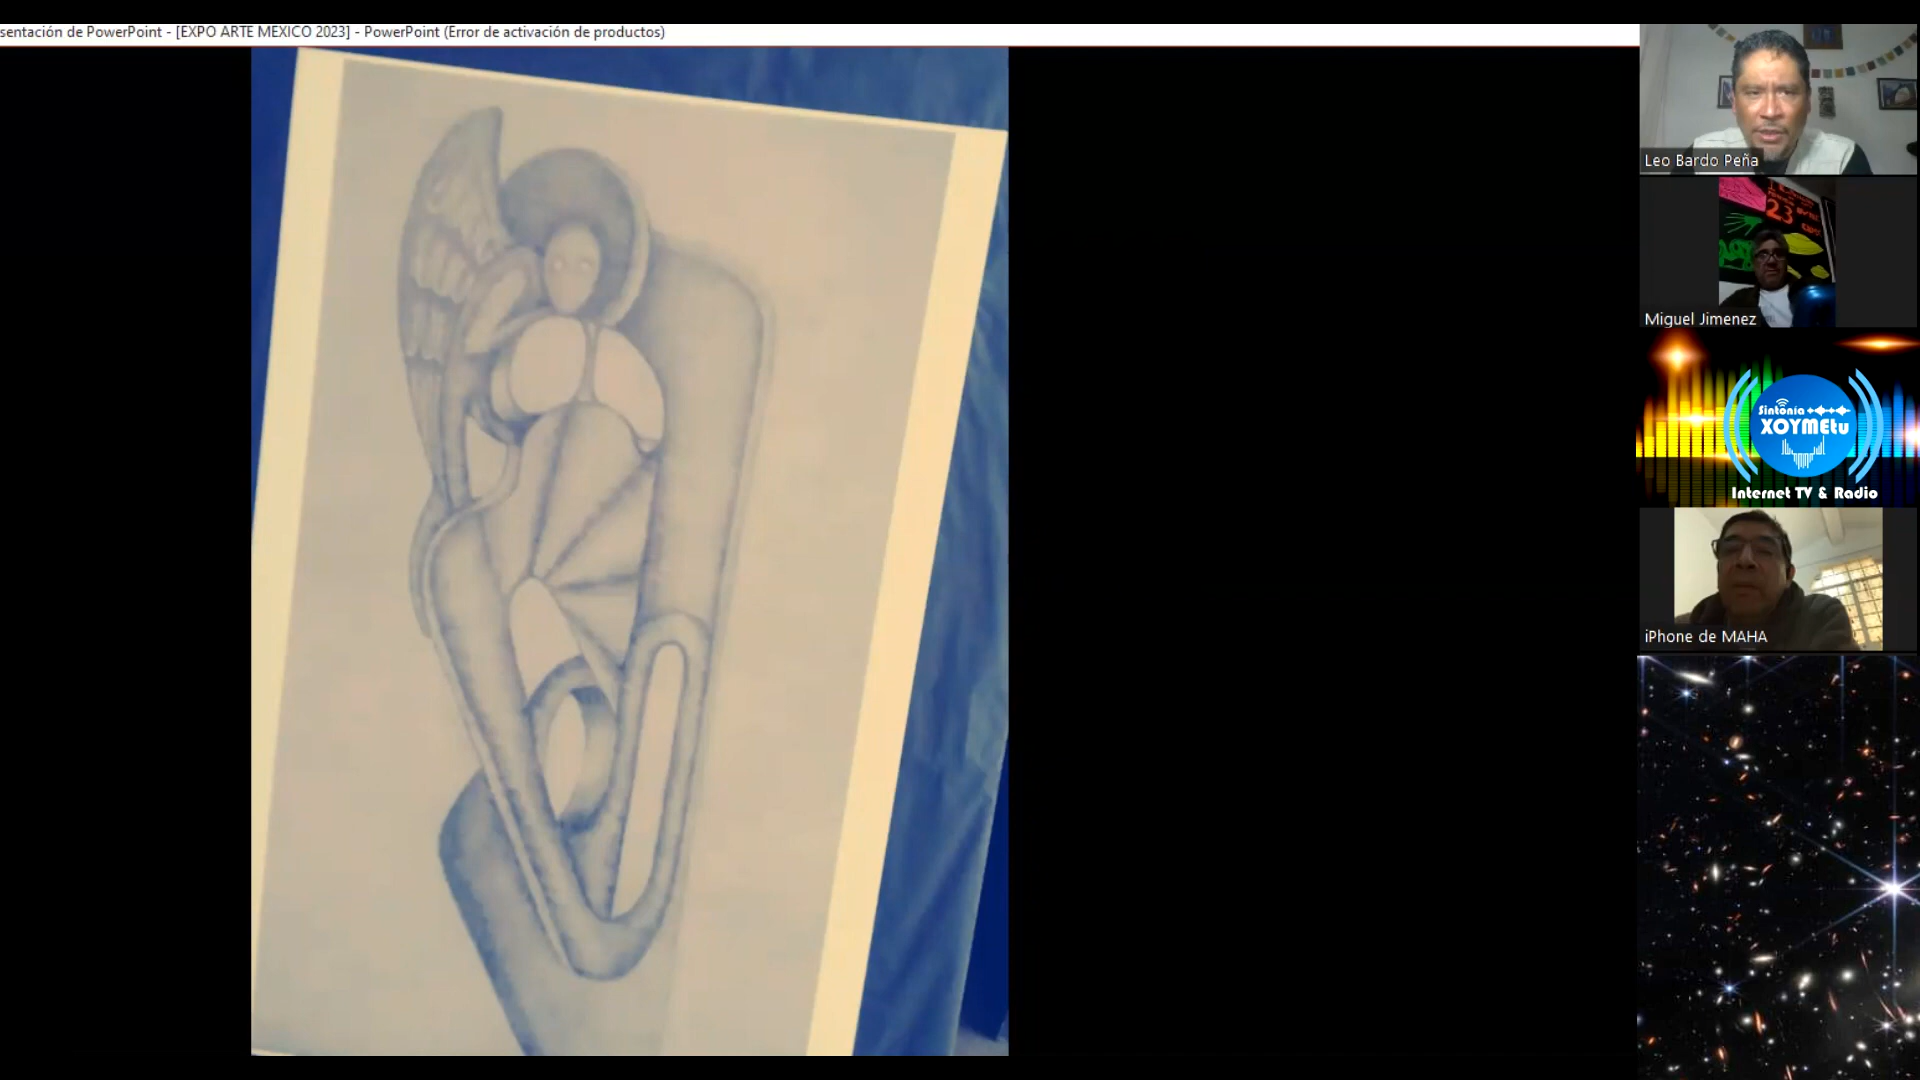 sentación de PowerPoint - [EXPO ARTE MEXICO 2023] - PowerPoint (Error de activación de productos)
Leo Bardo Peña
23
Miguel Jimenez
Sintonía
XOYMEtu
Internet TV & Radio
iPhone de MAHA